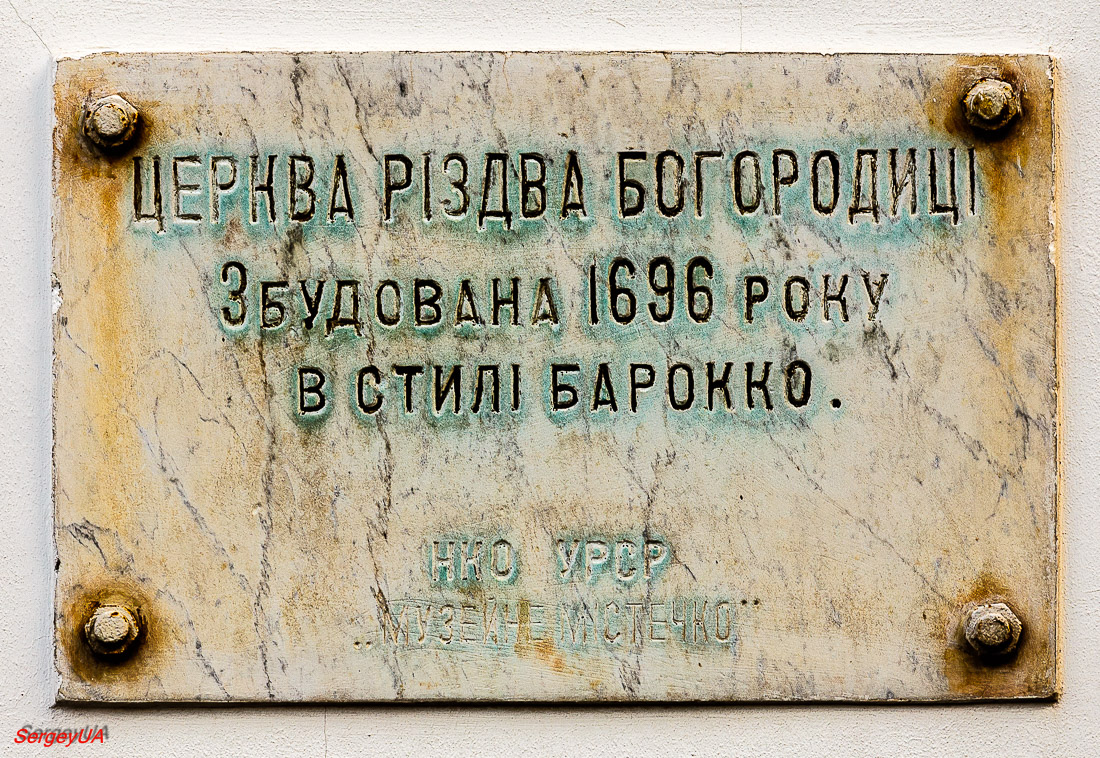 ЦЕРКВА РІЗДВА БОГОРОДИЦІ
ЗБУДОВАНА 1696 РОКУ
В СТИЛІ БАРОККО.
НКО УРСР
„МУЗЕЙНЕ МІСТЕЧКО"
SergeyUA